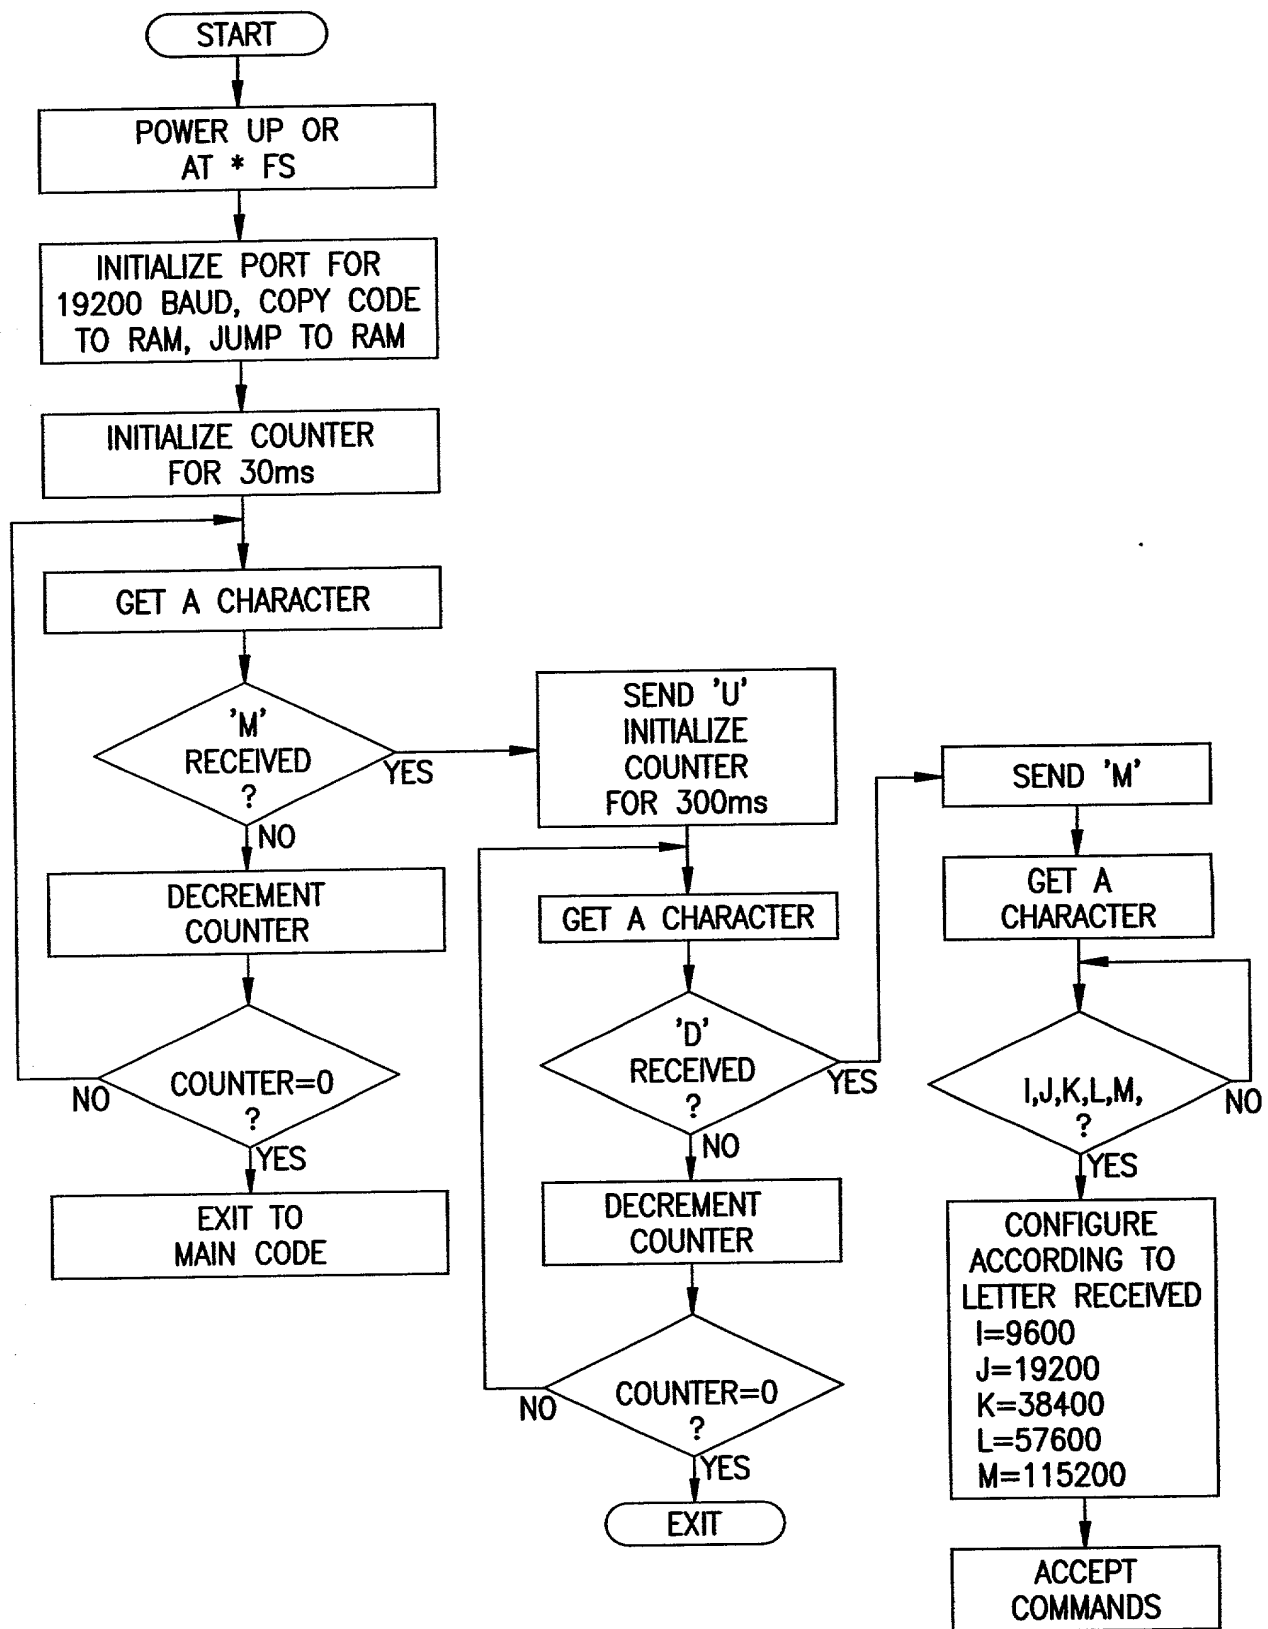 START
POWER UP OR
AT * FS
INITIALIZE PORT FOR
19200 BAUD, COPY CODE
TO RAM, JUMP TO RAM
INITIALIZE COUNTER
FOR 30ms
GET A CHARACTER
'M'
RECEIVED
?
YES
NO
DECREMENT
COUNTER
COUNTER=0
?
NO
YES
EXIT TO
MAIN CODE
SEND 'U'
INITIALIZE
COUNTER
FOR 300ms
GET A CHARACTER
'D'
RECEIVED
?
YES
NO
DECREMENT
COUNTER
COUNTER=0
?
NO
YES
EXIT
SEND 'M'
GET A
CHARACTER
I,J,K,L,M,
?
NO
YES
CONFIGURE
ACCORDING TO
LETTER RECEIVED
I=9600
J=19200
K=38400
L=57600
M=115200
ACCEPT
COMMANDS